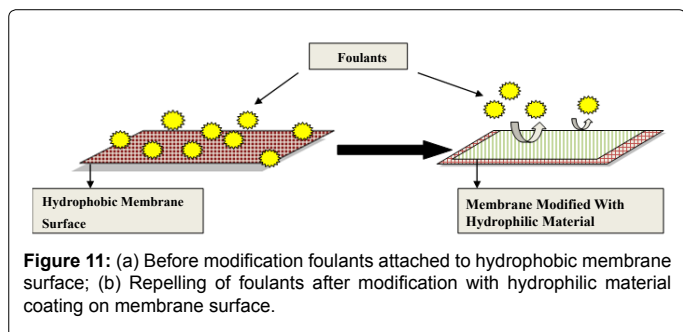 Foulants
Hydrophobic Membrane
Surface
Membrane Modified With
Hydrophilic Material
Figure 11: (a) Before modification foulants attached to hydrophobic membrane
surface; (b) Repelling of foulants after modification with hydrophilic material
coating on membrane surface.